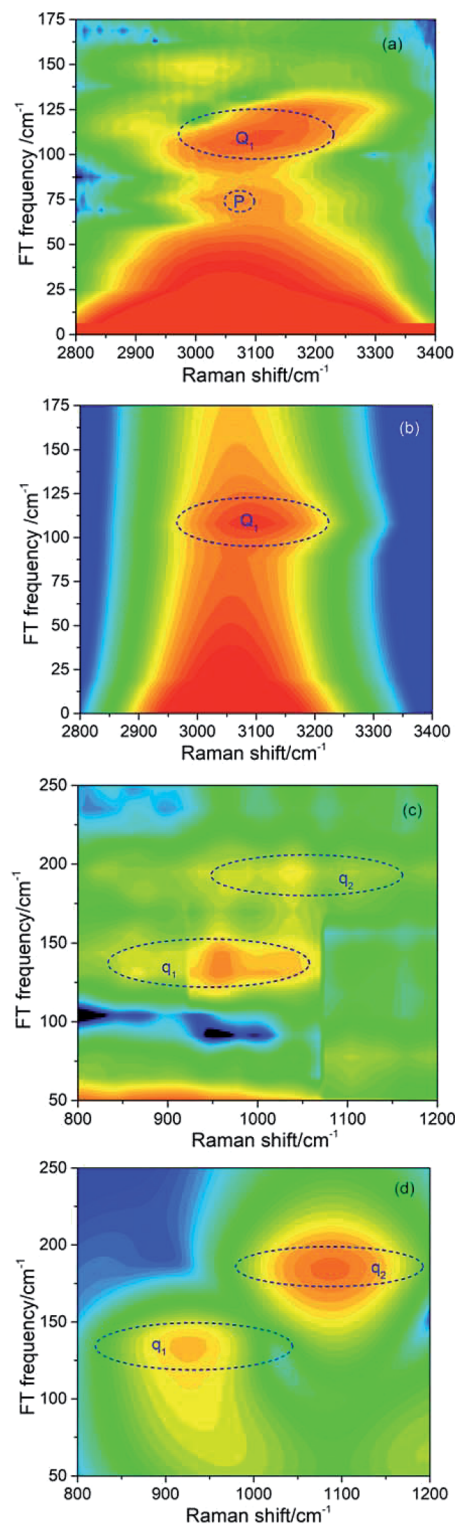 (a)
175
150
125
100
75
50
25
0
FT frequency/cm⁻¹
Q₁
P
2800 2900 3000 3100 3200 3300 3400
Raman shift/cm⁻¹
(b)
175
150
125
100
75
50
25
0
FT frequency /cm⁻¹
Q₁
2800 2900 3000 3100 3200 3300 3400
Raman shift/cm⁻¹
(c)
250
200
150
100
50
FT frequency/cm⁻¹
q₂
q₁
800 900 1000 1100 1200
Raman shift/cm⁻¹
(d)
250
200
150
100
50
FT frequency/cm⁻¹
q₂
q₁
800 900 1000 1100 1200
Raman shift/cm⁻¹